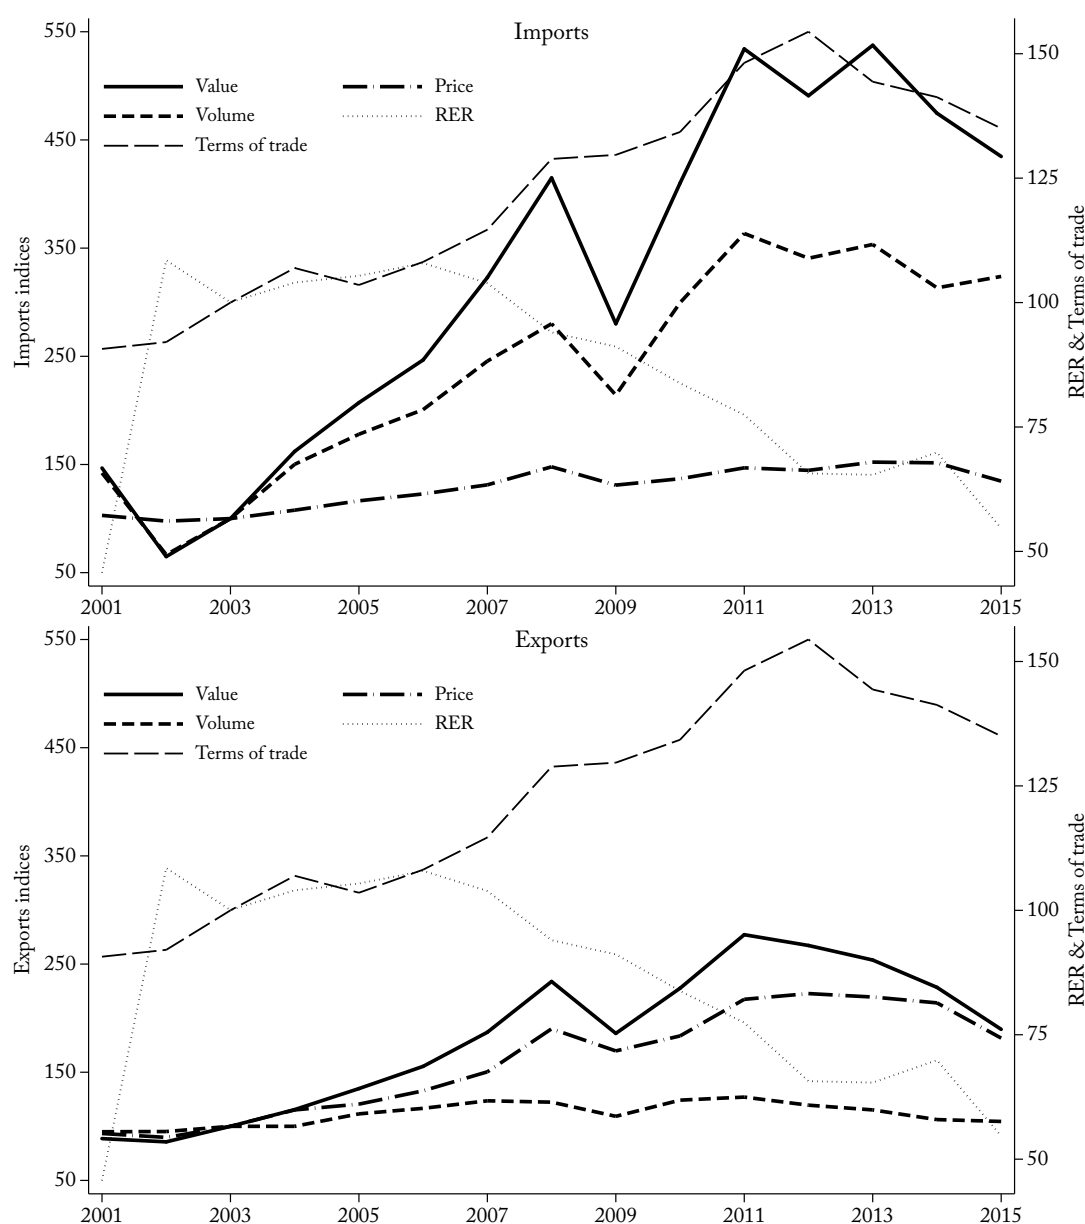 Imports
550
450
350
250
150
50
Imports indices
Value
Volume
Terms of trade
Price
RER
150
125
100
75
50
RER & Terms of trade
2001 2003 2005 2007 2009 2011 2013 2015
Exports
550
450
350
250
150
50
Exports indices
Value
Volume
Terms of trade
Price
RER
150
125
100
75
50
RER & Terms of trade
2001 2003 2005 2007 2009 2011 2013 2015